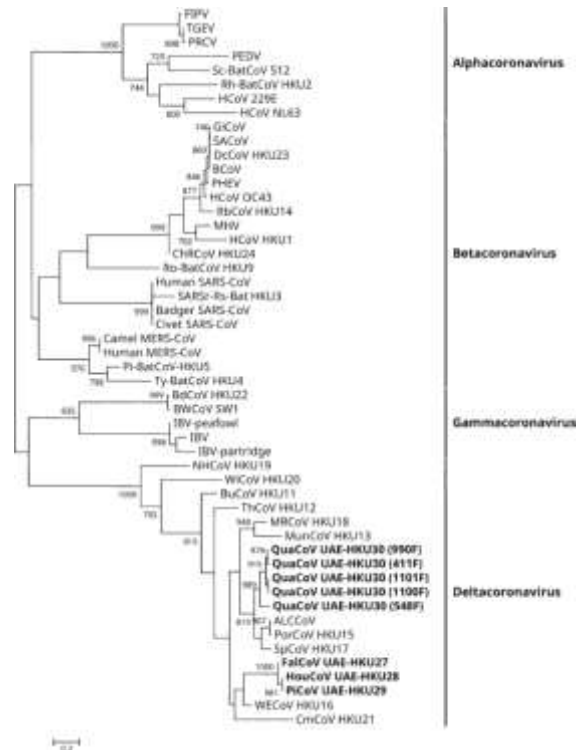 FIPV
TGEV
PRCV
PEDV
Sc-BatCoV 512
Rh-BatCoV HKU2
HCoV 229E
HCoV NL63
Alphacoronavirus
GiCoV
SACoV
DcCoV HKU23
BCoV
PHEV
HCoV OC43
RbCoV HKU14
MHV
HCoV HKU1
ChRCoV HKU24
Ro-BatCoV HKU9
Human SARS-CoV
SARSr-Rs-Bat HKU3
Badger SARS-CoV
Civet SARS-CoV
Camel MERS-CoV
Human MERS-CoV
Pi-BatCoV-HKU5
Ty-BatCoV HKU4
Betacoronavirus
BdCoV HKU22
BWCoV SW1
IBV-peafowl
IBV
IBV-partridge
Gammacoronavirus
NHCoV HKU19
WiCoV HKU20
BuCoV HKU11
ThCoV HKU12
MRCoV HKU18
MunCoV HKU13
QuaCoV UAE-HKU30 (990F)
QuaCoV UAE-HKU30 (411F)
QuaCoV UAE-HKU30 (1101F)
QuaCoV UAE-HKU30 (1100F)
QuaCoV UAE-HKU30 (548F)
ALCCoV
PorCoV HKU15
SpCoV HKU17
FalCoV UAE-HKU27
HouCoV UAE-HKU28
PiCoV UAE-HKU29
WECoV HKU16
CmCoV HKU21
Deltacoronavirus